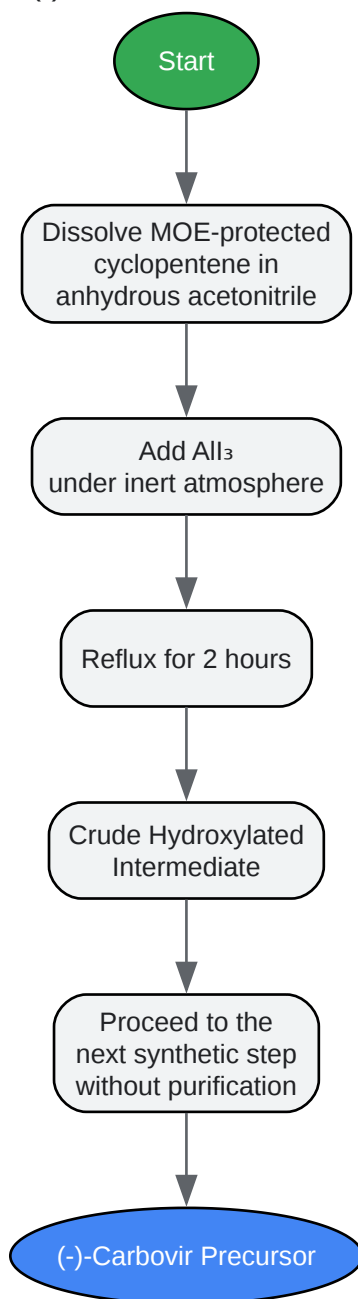 Start
Dissolve MOE-protected
cyclopentene in
anhydrous acetonitrile
Add AlI₃
under inert atmosphere
Reflux for 2 hours
Crude Hydroxylated
Intermediate
Proceed to the
next synthetic step
without purification
(-)-Carbovir Precursor